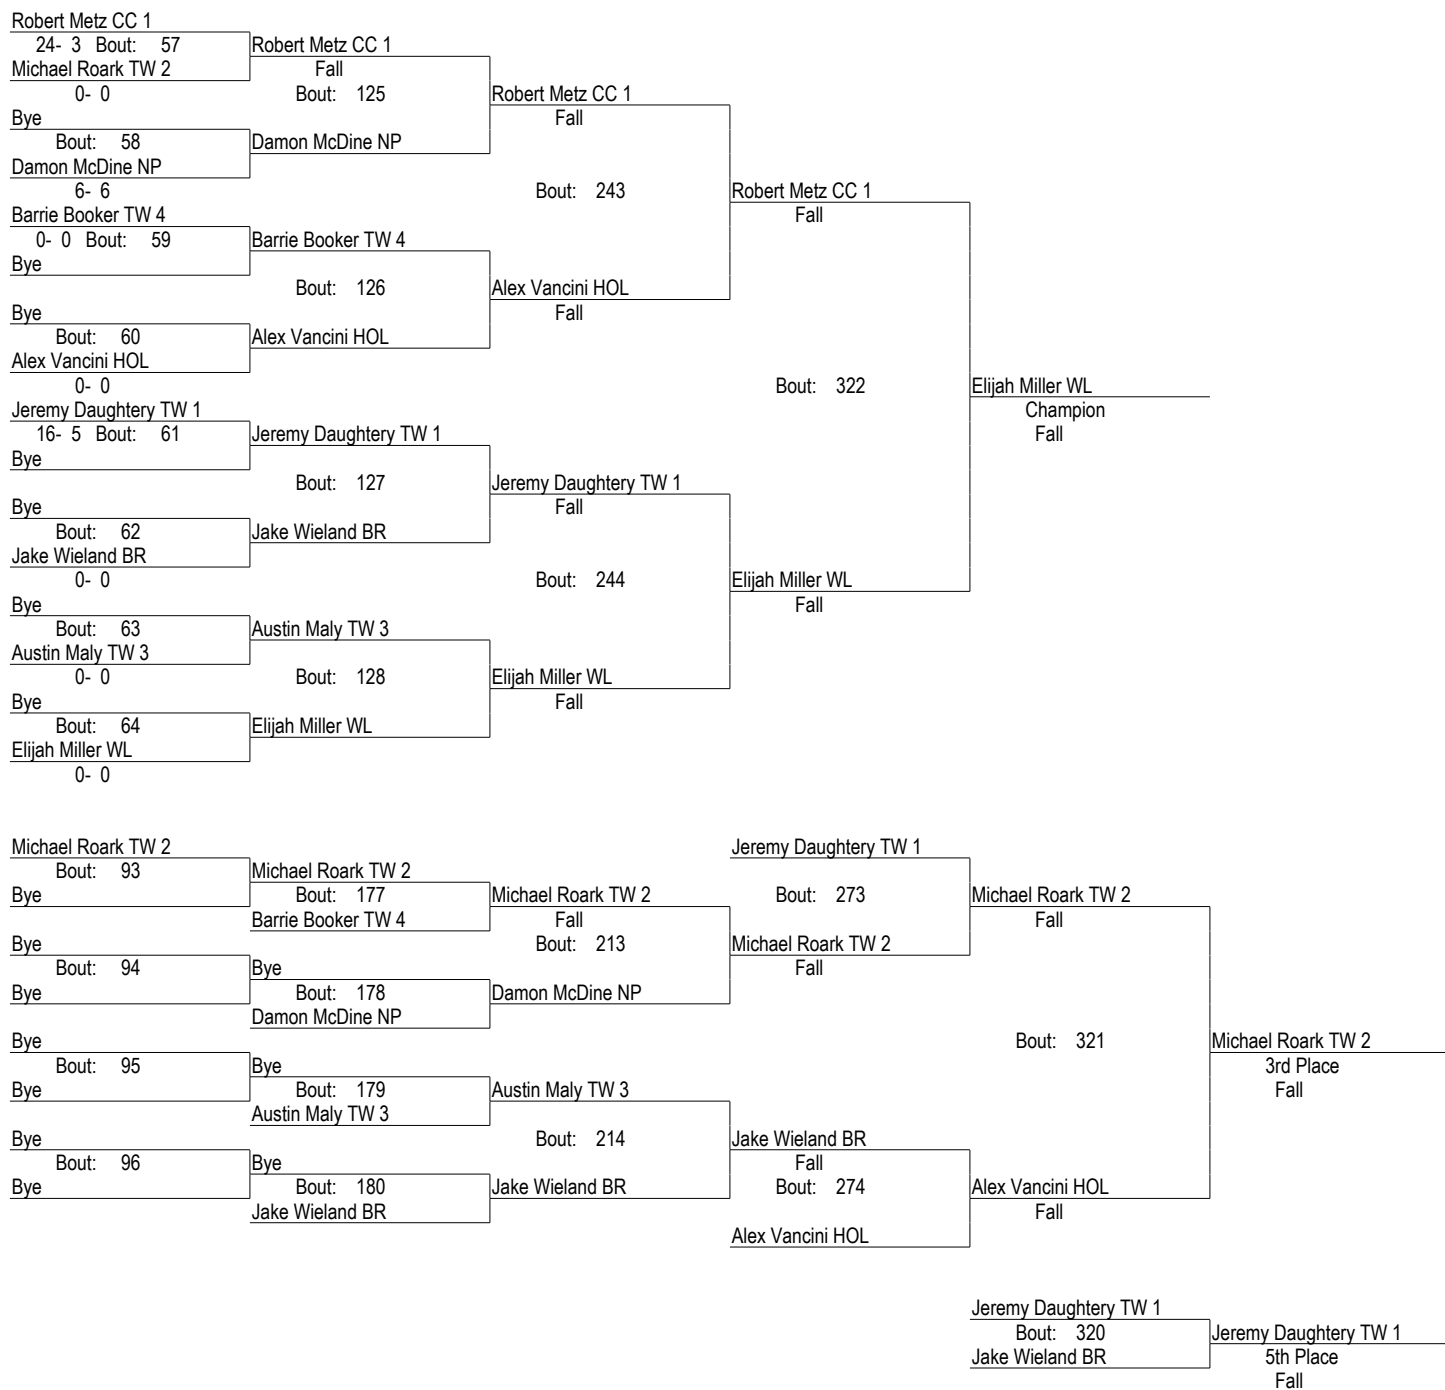 Robert Metz CC 1
24- 3 Bout: 57 Robert Metz CC 1
Michael Roark TW 2 Fall
0- 0 Bout: 125 Robert Metz CC 1
Bye Fall
Bout: 58 Damon McDine NP
Damon McDine NP
6- 6 Bout: 243 Robert Metz CC 1
Barrie Booker TW 4 Fall
0- 0 Bout: 59 Barrie Booker TW 4
Bye
Bout: 126 Alex Vancini HOL
Bye Fall
Bout: 60 Alex Vancini HOL
Alex Vancini HOL
0- 0 Bout: 322 Elijah Miller WL
Jeremy Daughtery TW 1 Champion
16- 5 Bout: 61 Jeremy Daughtery TW 1 Fall
Bye
Bout: 127 Jeremy Daughtery TW 1
Bye Fall
Bout: 62 Jake Wieland BR
Jake Wieland BR
0- 0 Bout: 244 Elijah Miller WL
Bye Fall
Bout: 63 Austin Maly TW 3
Austin Maly TW 3
0- 0 Bout: 128 Elijah Miller WL
Bye Fall
Bout: 64 Elijah Miller WL
Elijah Miller WL
0- 0
Michael Roark TW 2 Jeremy Daughtery TW 1
Bout: 93 Michael Roark TW 2
Bye Bout: 177 Michael Roark TW 2 Bout: 273 Michael Roark TW 2
Barrie Booker TW 4 Fall Fall
Bye Bout: 213 Michael Roark TW 2
Bout: 94 Bye Fall
Bye Bout: 178 Damon McDine NP
Damon McDine NP
Bye Bout: 321 Michael Roark TW 2
Bout: 95 Bye 3rd Place
Bye Bout: 179 Austin Maly TW 3 Fall
Austin Maly TW 3
Bye Bout: 214 Jake Wieland BR
Bout: 96 Bye Fall
Bye Bout: 180 Jake Wieland BR Bout: 274 Alex Vancini HOL
Jake Wieland BR Fall
Alex Vancini HOL
Jeremy Daughtery TW 1
Bout: 320 Jeremy Daughtery TW 1
Jake Wieland BR 5th Place
Fall